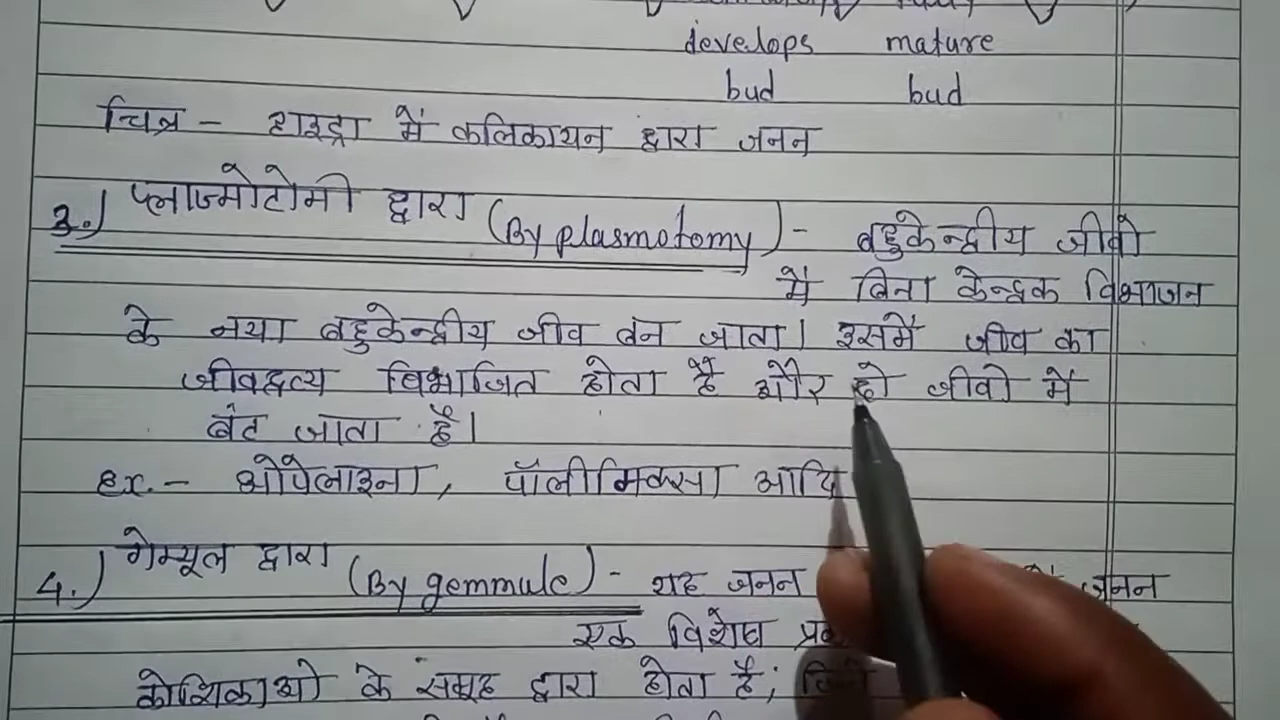 develops mature
bud bud
चित्र - हाइड्रा में कलिकायन द्वारा जनन
3.) प्लाज्मोटोमी द्वारा (By plasmotomy) - बहुकेन्द्रीय जीवो
में बिना केन्द्रक विभाजन
के नया बहुकेन्द्रीय जीव बन जाता। इसमें जीव का
जीवद्रव्य विभाजित होता है और दो जीवो में
बंट जाता है।
ex. - ओपेलाइना, पॉलीमिक्सा आदि
4.) गेम्यूल द्वारा (By gemmule) - यह जनन जनन
एक विशेष
कोशिकाओ के समूह द्वारा होता है;